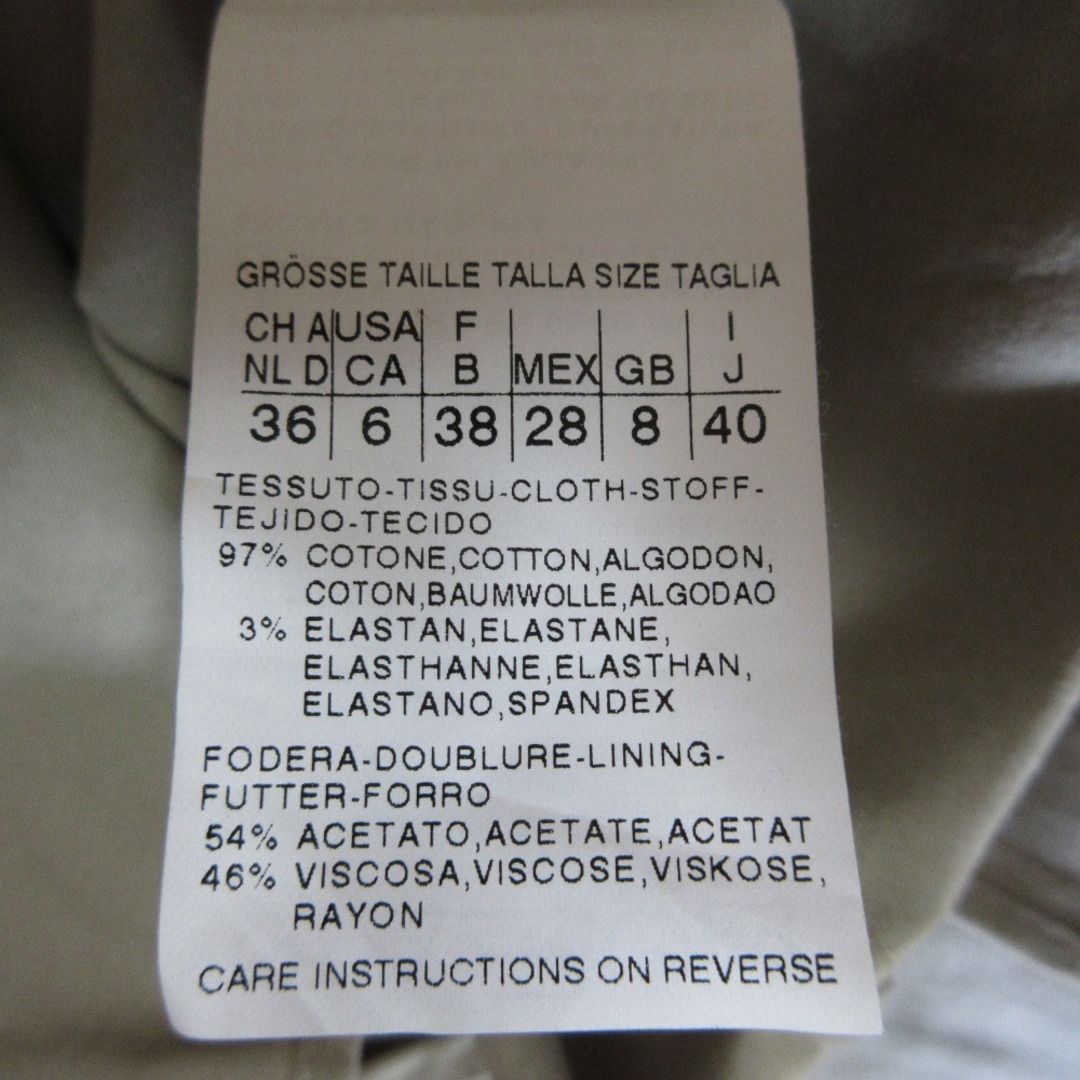 GRÖSSE TAILLE TALLA SIZE TAGLIA
CH A USA F I
NL D CA B MEX GB J
36 6 38 28 8 40
TESSUTO-TISSU-CLOTH-STOFF-
TEJIDO-TECIDO
97% COTONE,COTTON,ALGODON,
COTON,BAUMWOLLE,ALGODAO
3% ELASTAN,ELASTANE,
ELASTHANNE,ELASTHAN,
ELASTANO,SPANDEX
FODERA-DOUBLURE-LINING-
FUTTER-FORRO
54% ACETATO,ACETATE,ACETAT
46% VISCOSA,VISCOSE,VISKOSE,
RAYON
CARE INSTRUCTIONS ON REVERSE